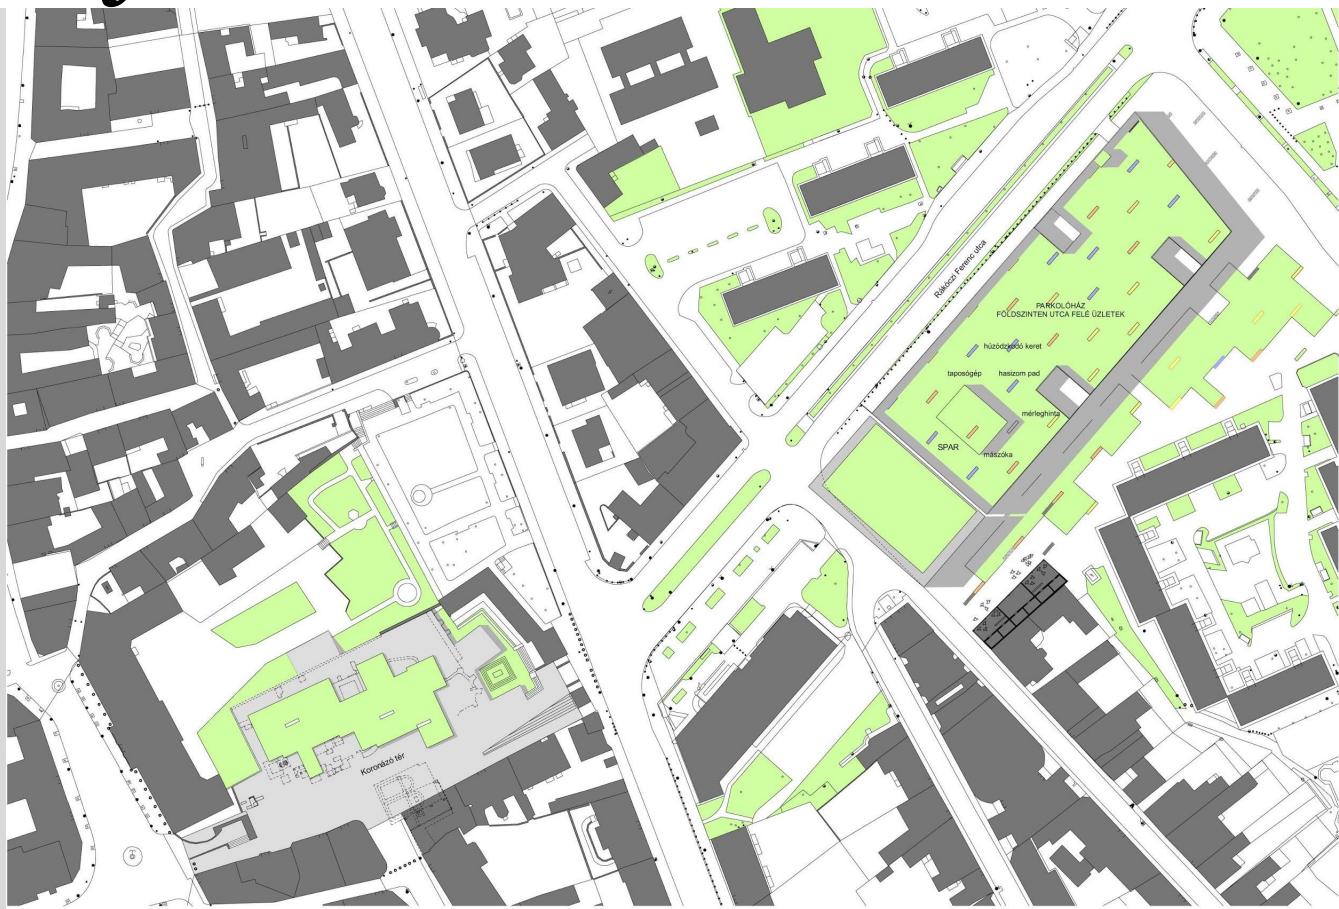 Rákóczi Ferenc utca
PARKOLÓHÁZ
FÖLDSZINTEN UTCA FELÉ ÜZLETEK
húzódzkodó keret
taposógép
hasizom pad
mérleghinta
SPAR
mászóka
Koronázó tér